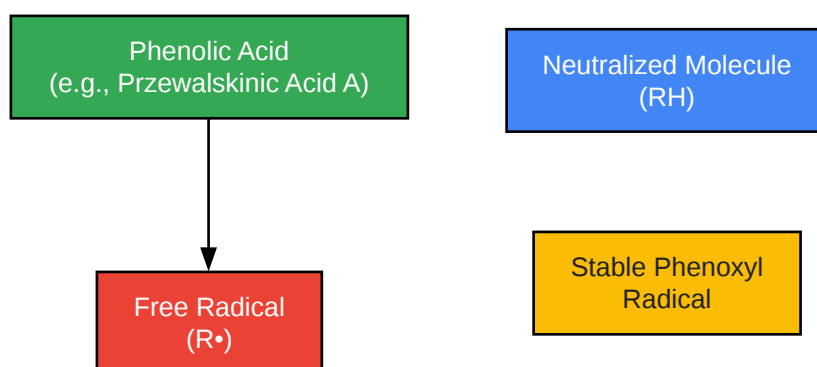 Phenolic Acid
(e.g., Przewalskinic Acid A)
Neutralized Molecule
(RH)
Free Radical
(R•)
Stable Phenoxyl
Radical